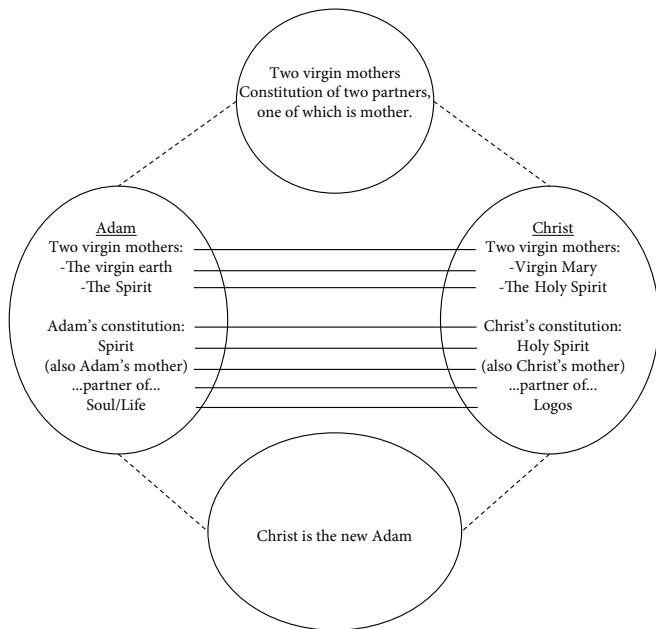 Two virgin mothers
Constitution of two partners,
one of which is mother.
Adam
Two virgin mothers:
-The virgin earth
-The Spirit
Adam's constitution:
Spirit
(also Adam's mother)
...partner of...
Soul/Life
Christ
Two virgin mothers:
-Virgin Mary
-The Holy Spirit
Christ's constitution:
Holy Spirit
(also Christ's mother)
...partner of...
Logos
Christ is the new Adam